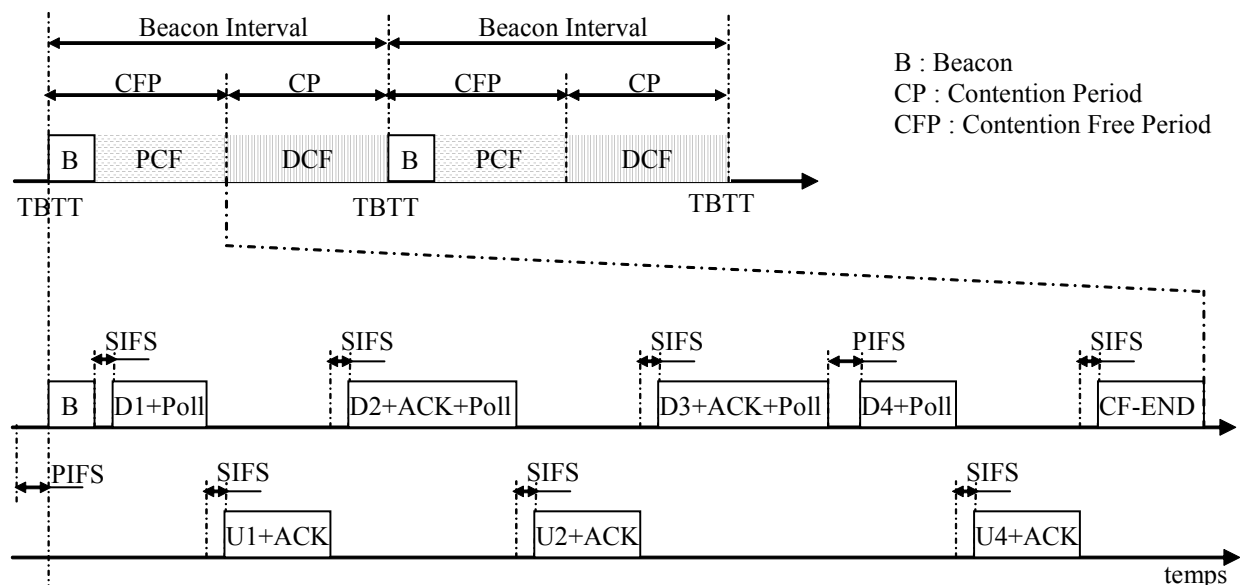 Beacon Interval Beacon Interval
B : Beacon
CP : Contention Period
CFP : Contention Free Period
CFP CP CFP CP
B PCF DCF B PCF DCF
TBTT TBTT TBTT
SIFS SIFS SIFS PIFS SIFS
B D1+Poll D2+ACK+Poll D3+ACK+Poll D4+Poll CF-END
PIFS SIFS SIFS SIFS
U1+ACK U2+ACK U4+ACK
temps